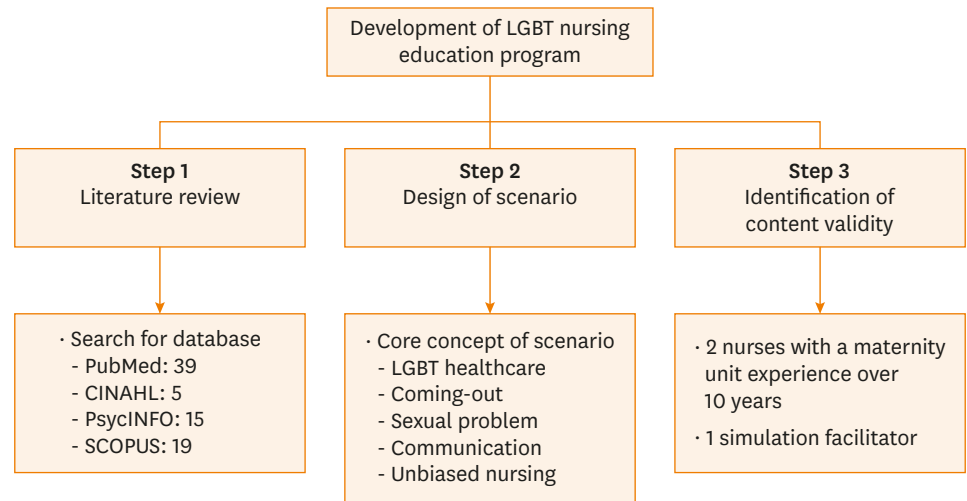 Development of LGBT nursing
education program
Step 1
Literature review
Step 2
Design of scenario
Step 3
Identification of
content validity
· Search for database
- PubMed: 39
- CINAHL: 5
- PsycINFO: 15
- SCOPUS: 19
· Core concept of scenario
- LGBT healthcare
- Coming-out
- Sexual problem
- Communication
- Unbiased nursing
· 2 nurses with a maternity
unit experience over
10 years
· 1 simulation facilitator